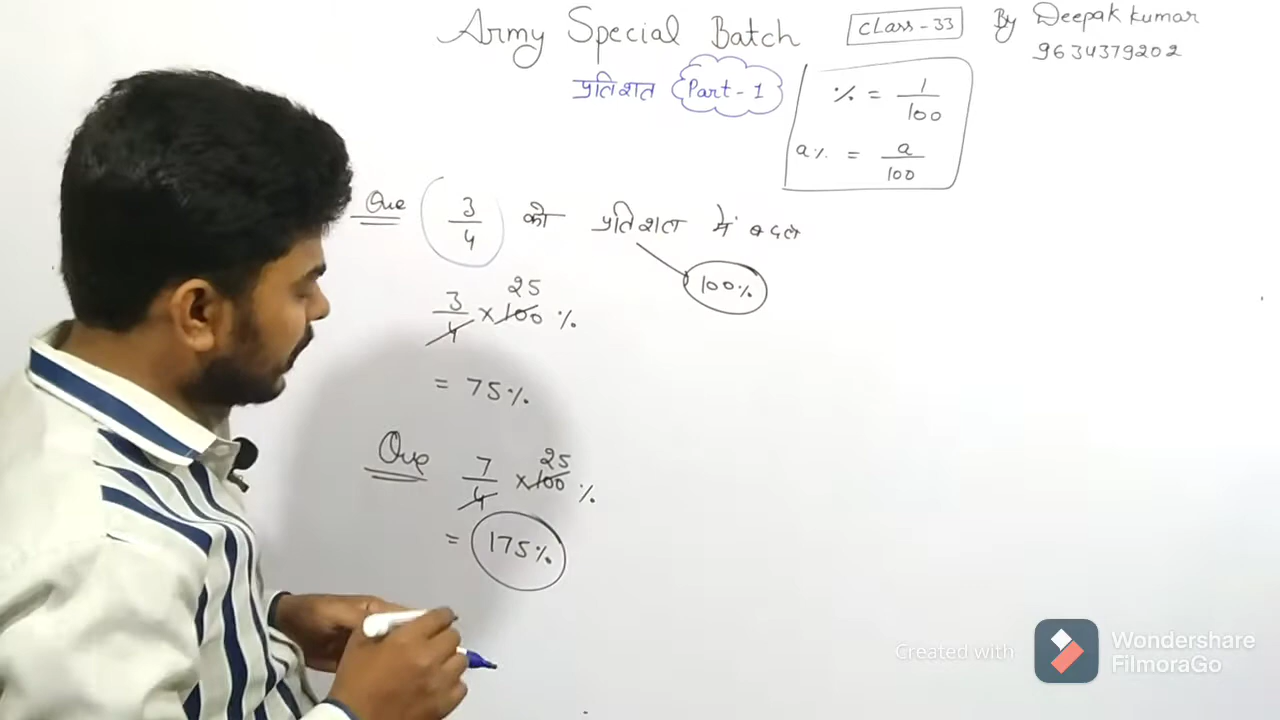 Army Special Batch
CLass - 33
By Deepak kumar
9634379202
प्रतिशत Part - 1
% = 1/100
a% = a/100
Que 3/4 को प्रतिशत में बदले
100%
3/4 × 100 % 25
= 75%
Que 7/4 × 100 % 25
= 175%
Created with Wondershare FilmoraGo